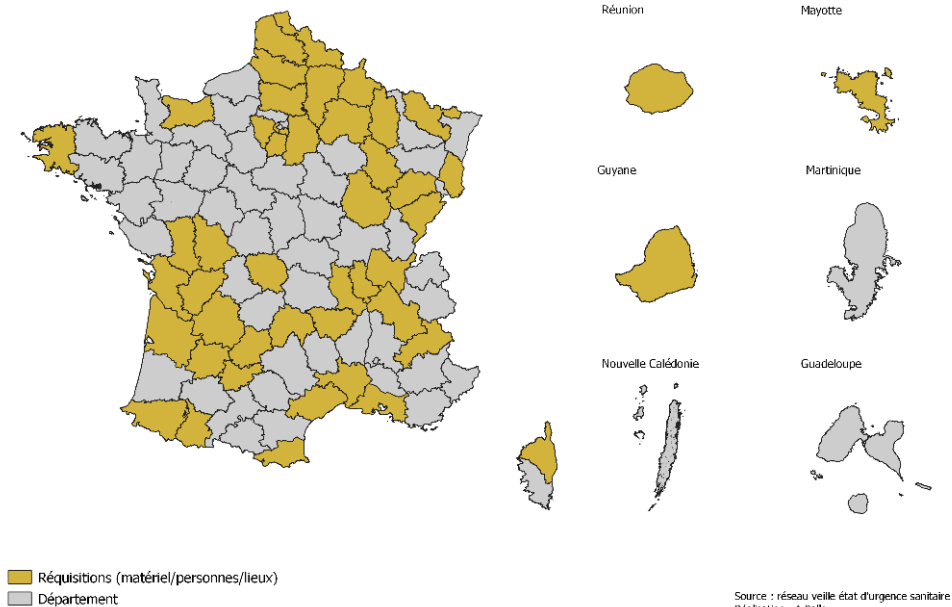 Réunion
Mayotte
Guyane
Martinique
Nouvelle Calédonie
Guadeloupe
Réquisitions (matériel/personnes/lieux)
Département
Source : réseau veille état d'urgence sanitaire